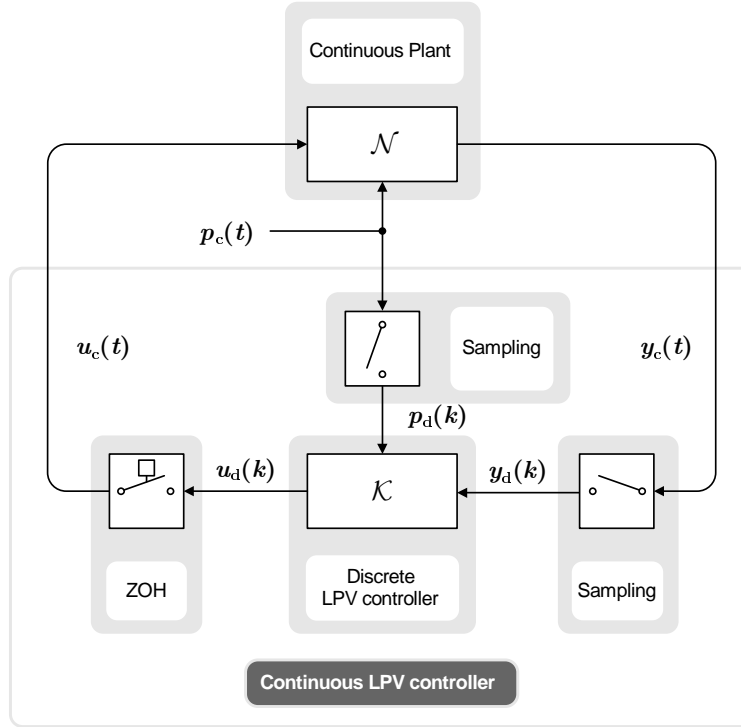 Continuous Plant
𝒩
p_c(t)
u_c(t)
Sampling
y_c(t)
p_d(k)
u_d(k)
y_d(k)
𝒦
ZOH
Discrete
LPV controller
Sampling
Continuous LPV controller